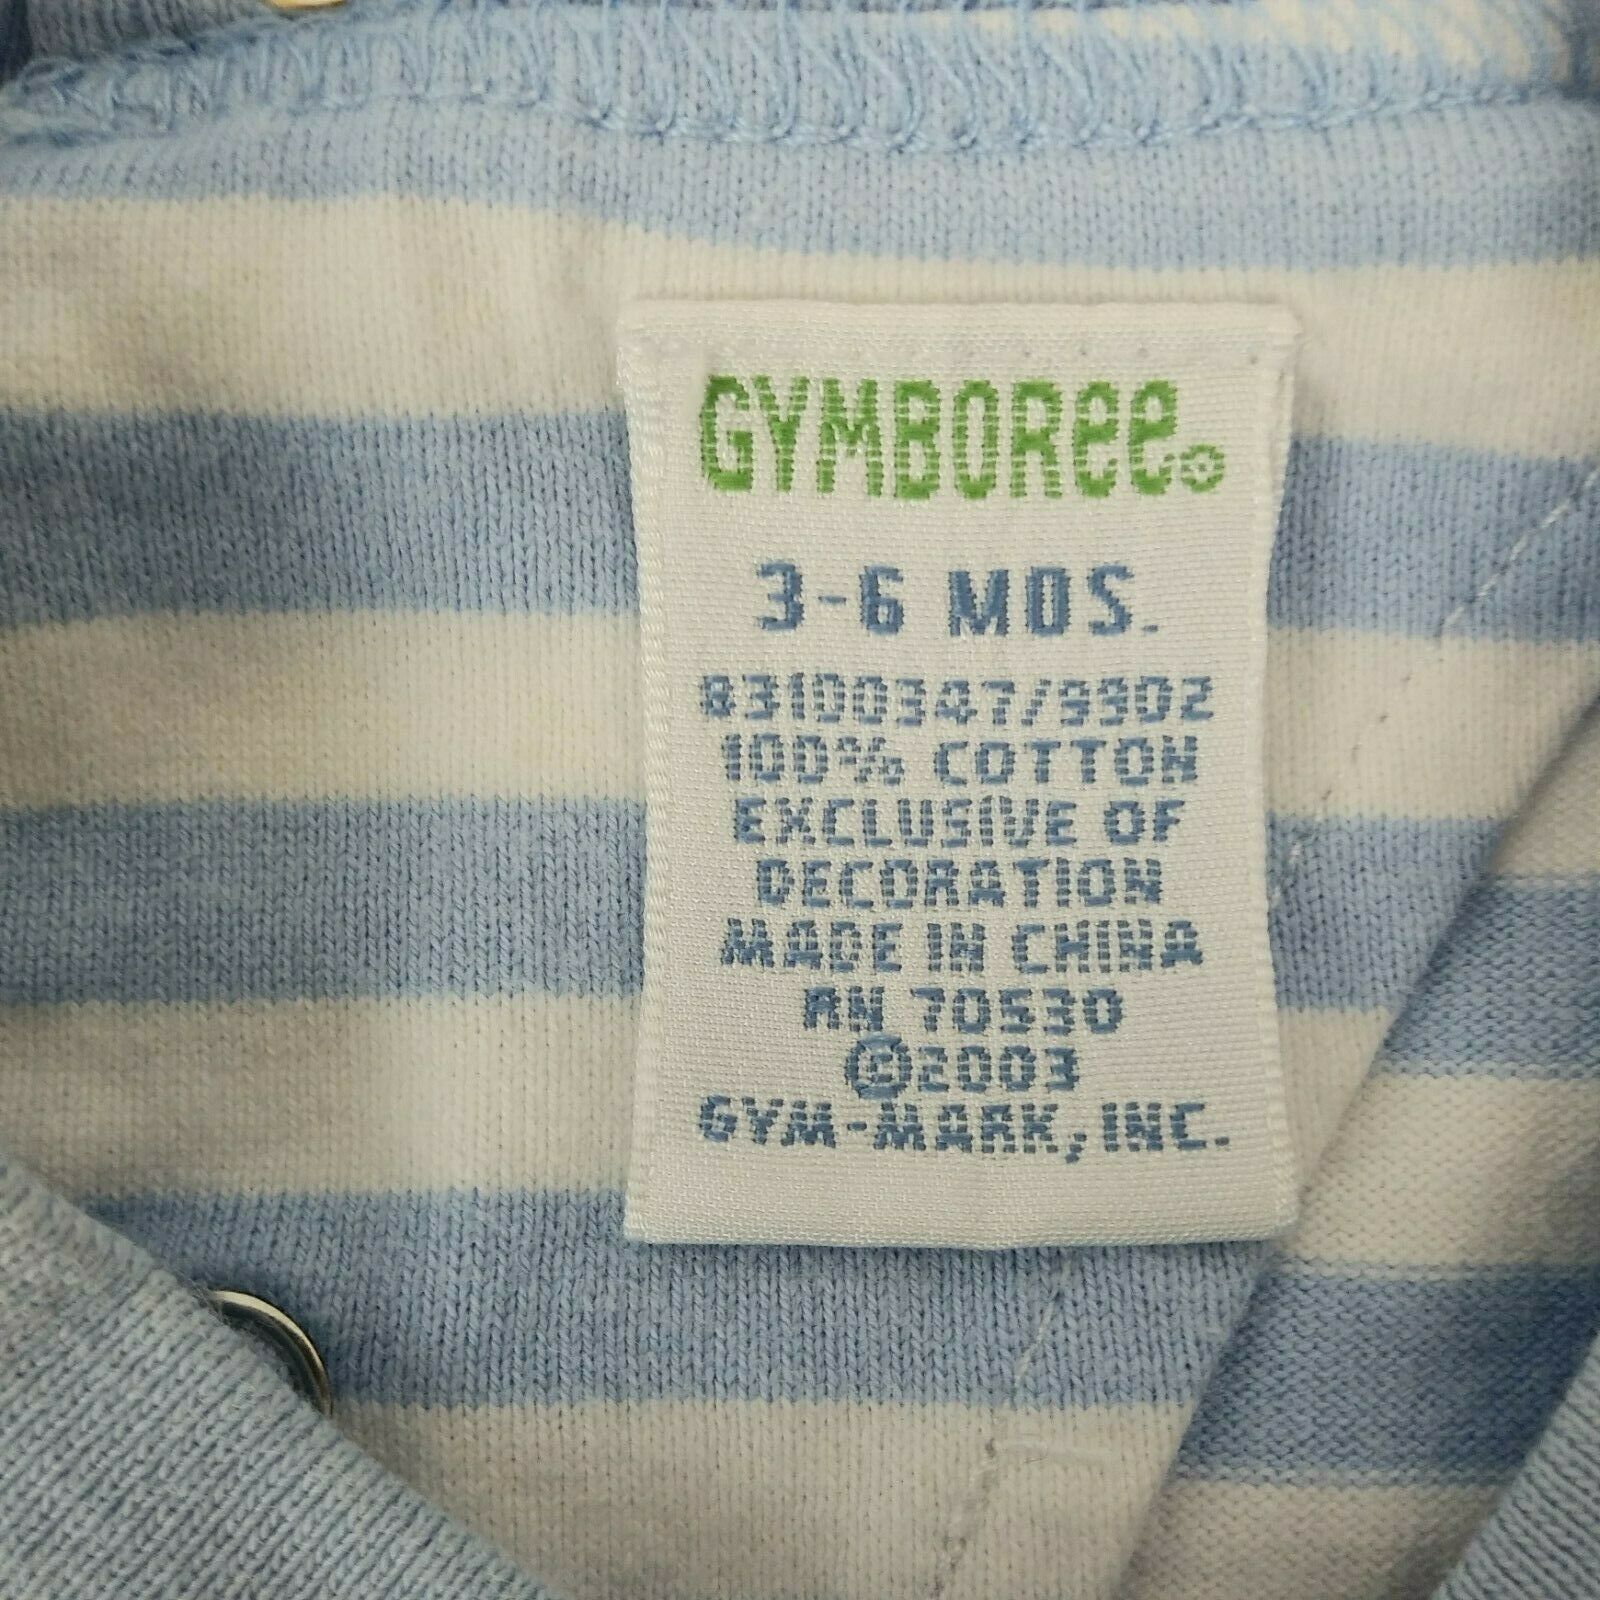 GYMBOREE®
3-6 MOS.
83100347/9902
100% COTTON
EXCLUSIVE OF
DECORATION
MADE IN CHINA
RN 70530
©2003
GYM-MARK, INC.